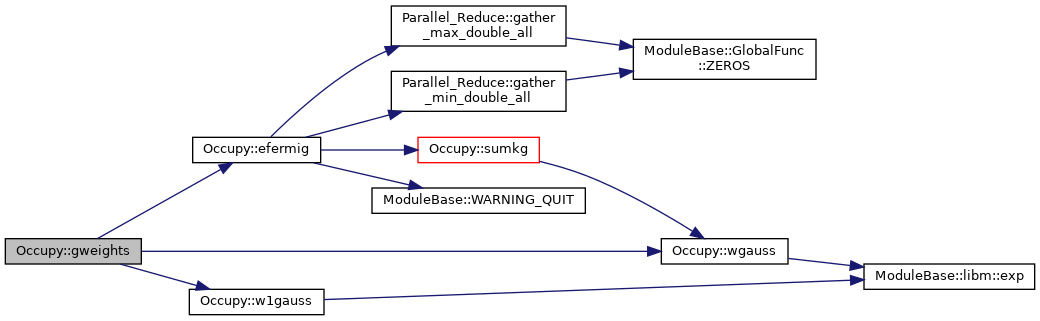 Parallel_Reduce::gather
_max_double_all
ModuleBase::GlobalFunc
::ZEROS
Parallel_Reduce::gather
_min_double_all
Occupy::efermig
Occupy::sumkg
ModuleBase::WARNING_QUIT
Occupy::gweights
Occupy::wgauss
ModuleBase::libm::exp
Occupy::w1gauss